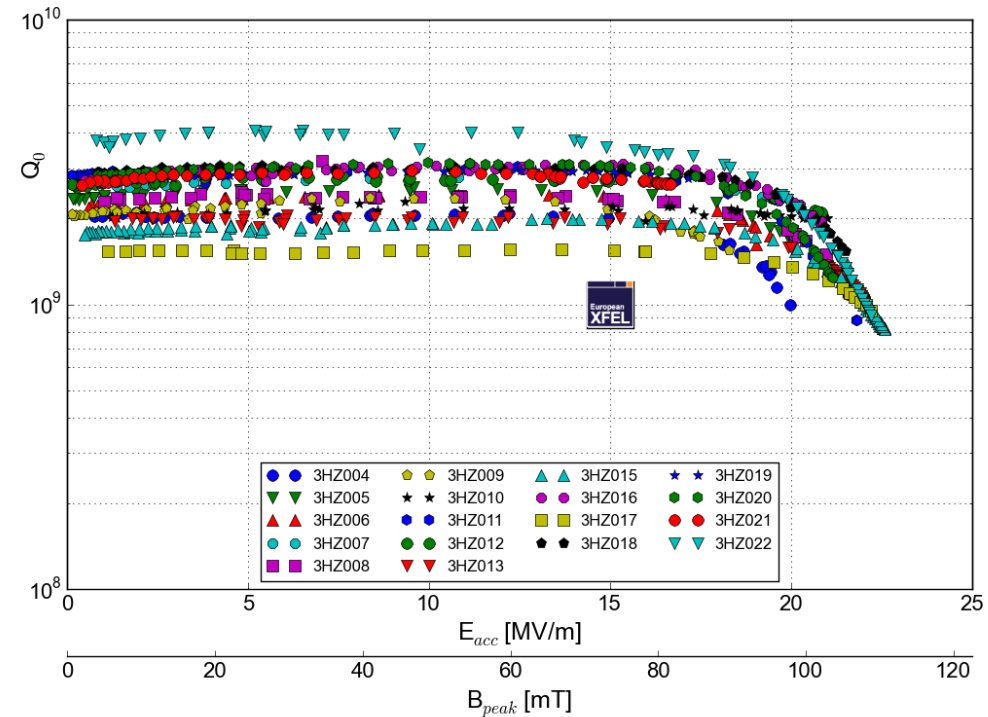 10^10
Q_0
10^9
10^8
European
XFEL
3HZ004 3HZ009 3HZ015 3HZ019
3HZ005 3HZ010 3HZ016 3HZ020
3HZ006 3HZ011 3HZ017 3HZ021
3HZ007 3HZ012 3HZ018 3HZ022
3HZ008 3HZ013
0 5 10 15 20 25
E_acc [MV/m]
0 20 40 60 80 100 120
B_peak [mT]